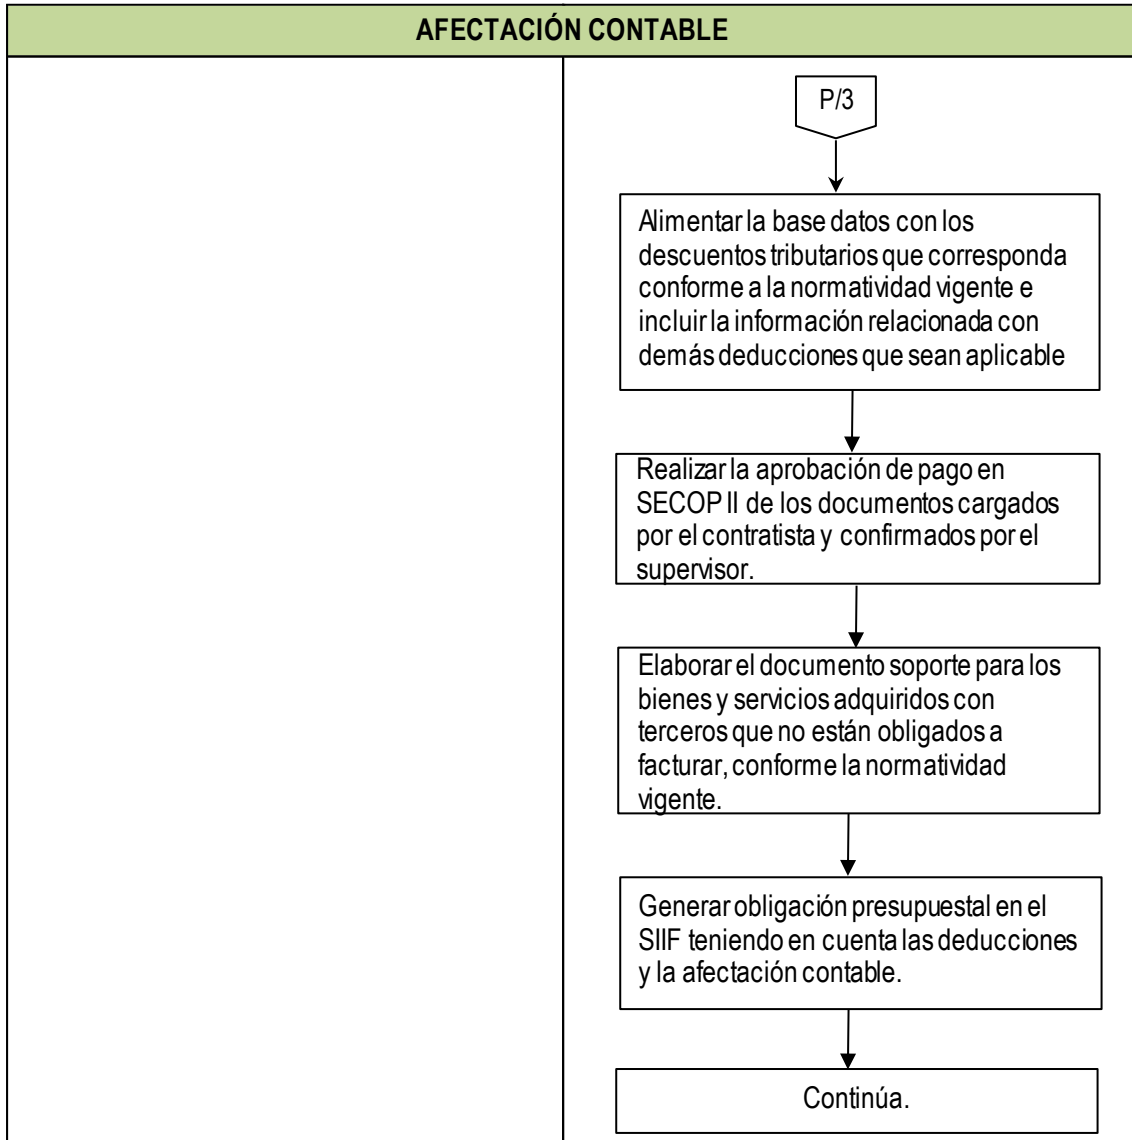 AFECTACIÓN CONTABLE
P/3
Alimentar la base datos con los
descuentos tributarios que corresponda
conforme a la normatividad vigente e
incluir la información relacionada con
demás deducciones que sean aplicable
Realizar la aprobación de pago en
SECOP II de los documentos cargados
por el contratista y confirmados por el
supervisor.
Elaborar el documento soporte para los
bienes y servicios adquiridos con
terceros que no están obligados a
facturar, conforme la normatividad
vigente.
Generar obligación presupuestal en el
SIIF teniendo en cuenta las deducciones
y la afectación contable.
Continúa.